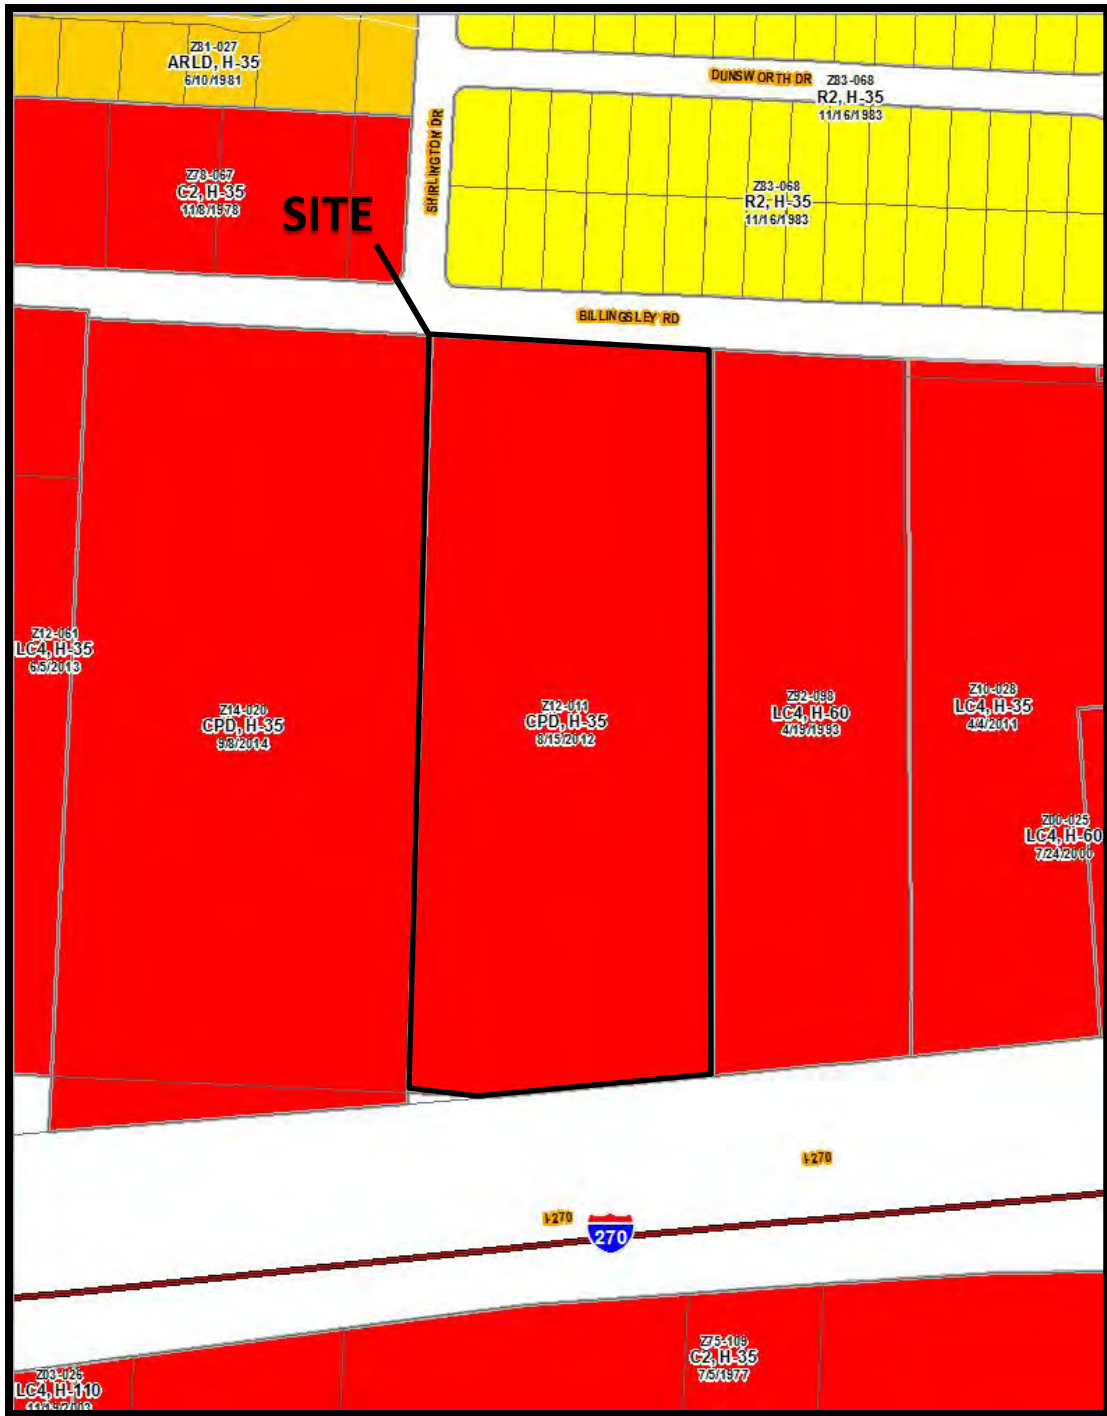 Z81-027
ARLD, H-35
6/10/1981
DUNSWORTH DR
Z83-068
R2, H-35
11/16/1983
SHIRLINGTON DR
Z78-067
C2, H-35
11/8/1978
Z83-068
R2, H-35
11/16/1983
SITE
BILLINGSLEY RD
Z12-061
LC4, H-35
6/5/2013
Z14-020
CPD, H-35
9/8/2014
Z12-011
CPD, H-35
8/15/2012
Z92-098
LC4, H-60
4/19/1993
Z10-028
LC4, H-35
4/4/2011
Z00-025
LC4, H-60
7/24/2000
I-270
I-270
270
Z75-109
C2, H-35
7/5/1977
Z03-026
LC4, H-110